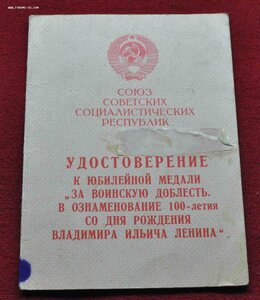 СОЮЗ
СОВЕТСКИХ
СОЦИАЛИСТИЧЕСКИХ
РЕСПУБЛИК
УДОСТОВЕРЕНИЕ
К ЮБИЛЕЙНОЙ МЕДАЛИ
„ЗА ВОИНСКУЮ ДОБЛЕСТЬ.
В ОЗНАМЕНОВАНИЕ 100-летия
СО ДНЯ РОЖДЕНИЯ
ВЛАДИМИРА ИЛЬИЧА ЛЕНИНА“